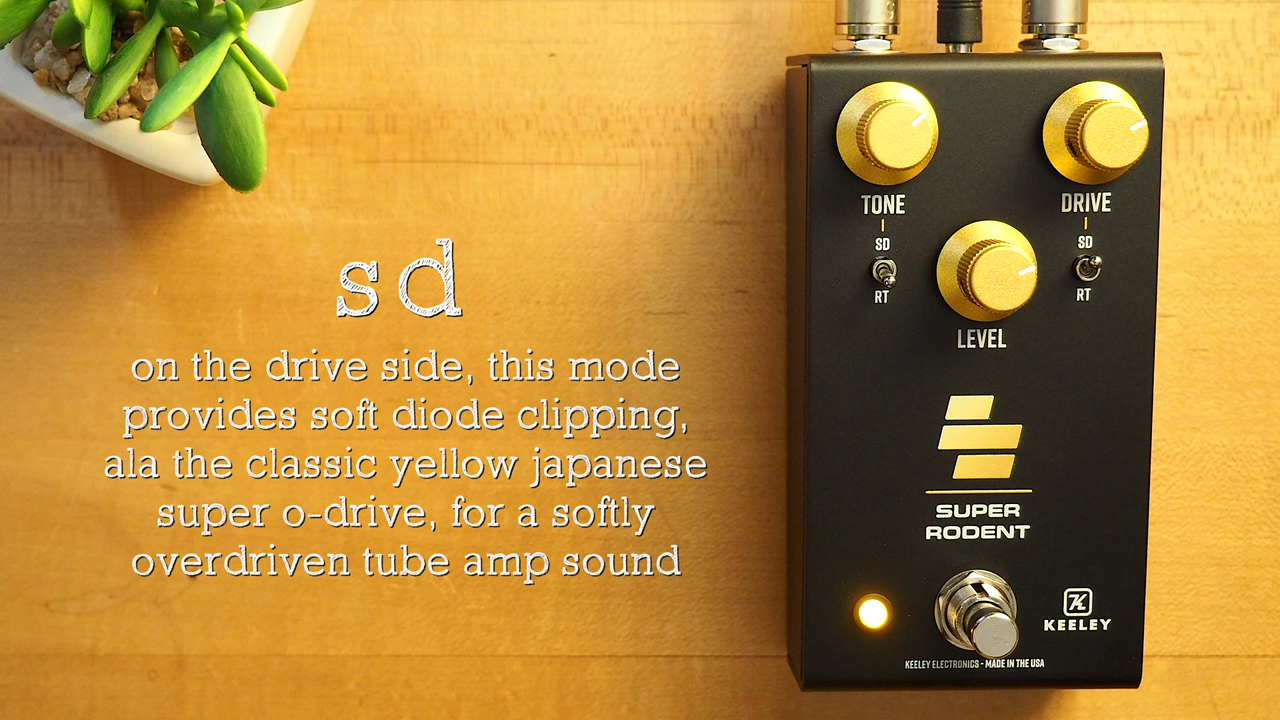 sd
on the drive side, this mode
provides soft diode clipping,
ala the classic yellow japanese
super o-drive, for a softly
overdriven tube amp sound
TONE
DRIVE
SD
SD
RT
RT
LEVEL
SUPER
RODENT
KEELEY
KEELEY ELECTRONICS - MADE IN THE USA